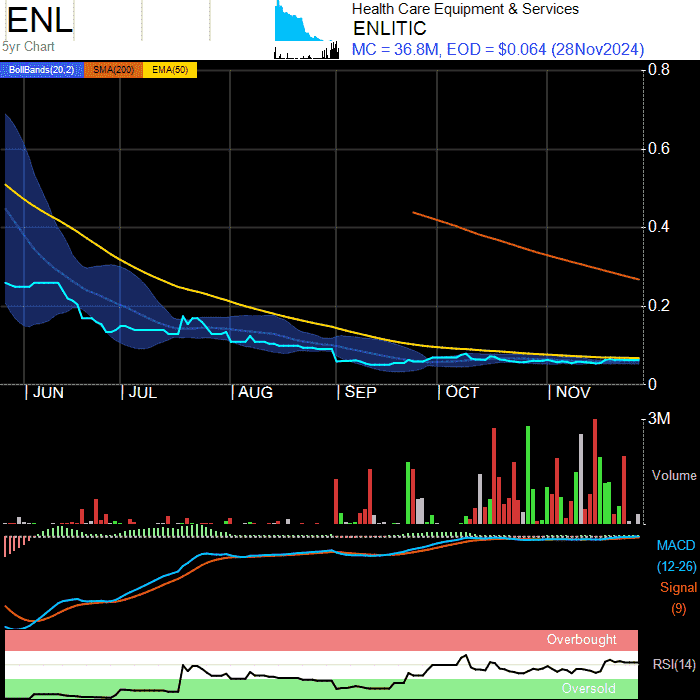 ENL
5yr Chart
Health Care Equipment & Services
ENLITIC
MC = 36.8M, EOD = $0.064 (28Nov2024)
BollBands(20,2) SMA(200) EMA(50)
0.8
0.6
0.4
0.2
0
JUN JUL AUG SEP OCT NOV
3M
Volume
MACD
(12-26)
Signal
(9)
Overbought
RSI(14)
Oversold